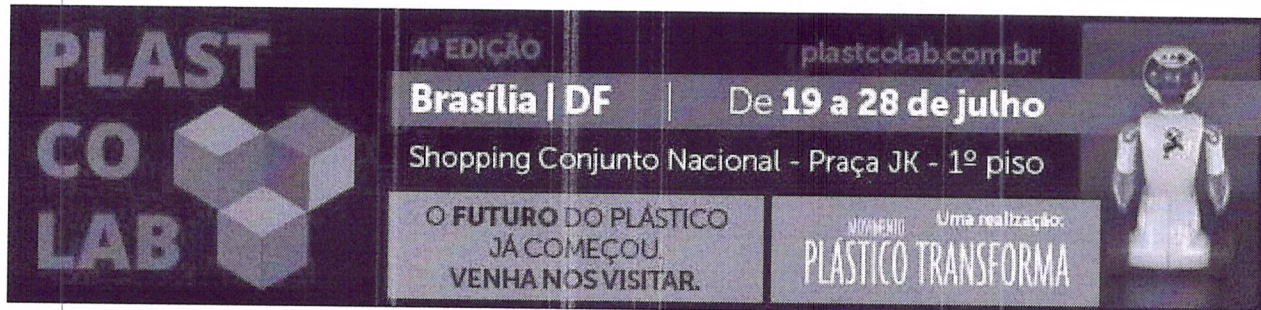 PLAST
CO
LAB
4ª EDIÇÃO
plastcolab.com.br
Brasília | DF | De 19 a 28 de julho
Shopping Conjunto Nacional - Praça JK - 1º piso
O FUTURO DO PLÁSTICO
JÁ COMEÇOU.
VENHA NOS VISITAR.
Uma realização:
MOVIMENTO
PLÁSTICO TRANSFORMA